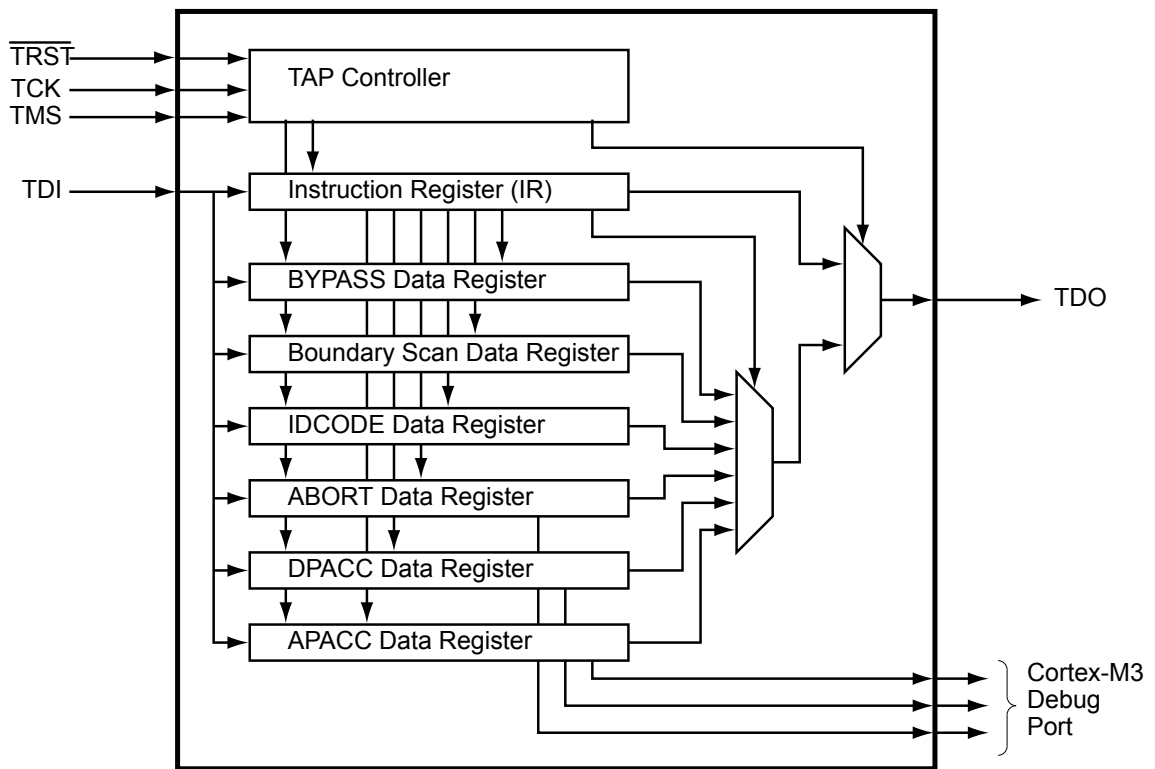 TRST
TCK
TMS
TDI
TAP Controller
Instruction Register (IR)
BYPASS Data Register
Boundary Scan Data Register
IDCODE Data Register
ABORT Data Register
DPACC Data Register
APACC Data Register
TDO
Cortex-M3
Debug
Port